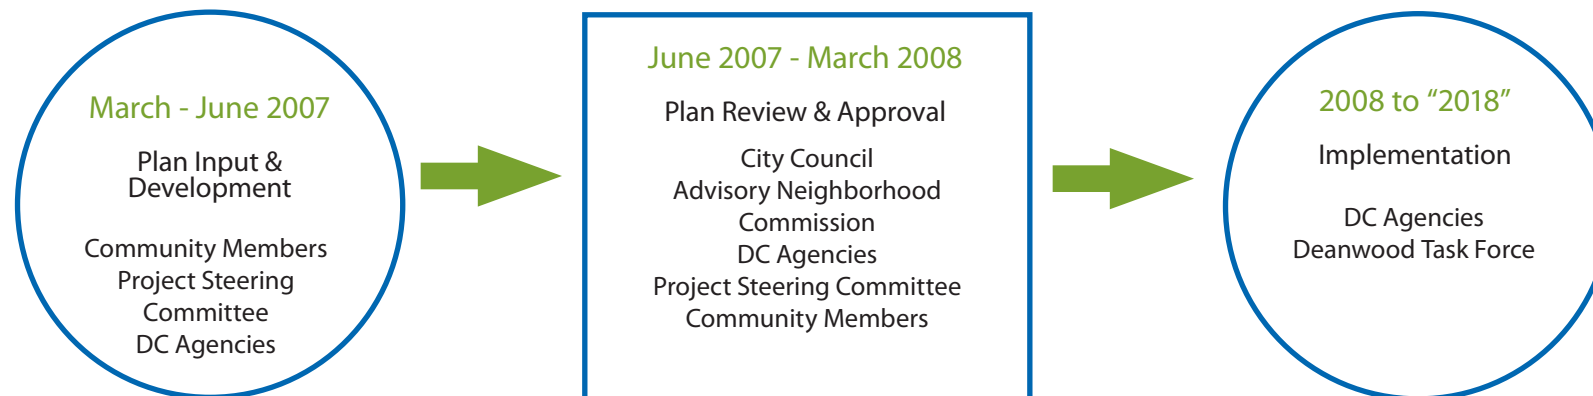 March - June 2007
Plan Input &
Development
Community Members
Project Steering
Committee
DC Agencies
June 2007 - March 2008
Plan Review & Approval
City Council
Advisory Neighborhood
Commission
DC Agencies
Project Steering Committee
Community Members
2008 to “2018”
Implementation
DC Agencies
Deanwood Task Force